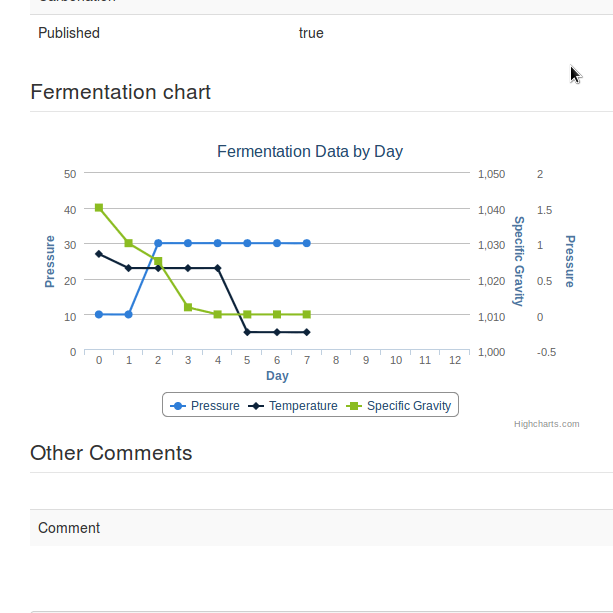 Carbonation
Published true
Fermentation chart
Fermentation Data by Day
50 1,050 2
40 1,040 1.5
30 1,030 1
20 1,020 0.5
10 1,010 0
0 1,000 -0.5
Pressure
Specific Gravity
Pressure
0 1 2 3 4 5 6 7 8 9 10 11 12
Day
Pressure Temperature Specific Gravity
Highcharts.com
Other Comments
Comment